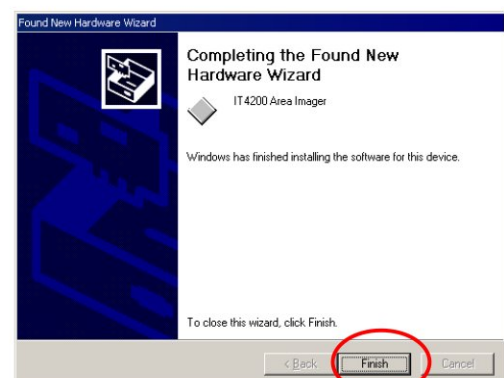 Found New Hardware Wizard
Completing the Found New
Hardware Wizard
IT4200 Area Imager
Windows has finished installing the software for this device.
To close this wizard, click Finish.
< Back
Finish
Cancel